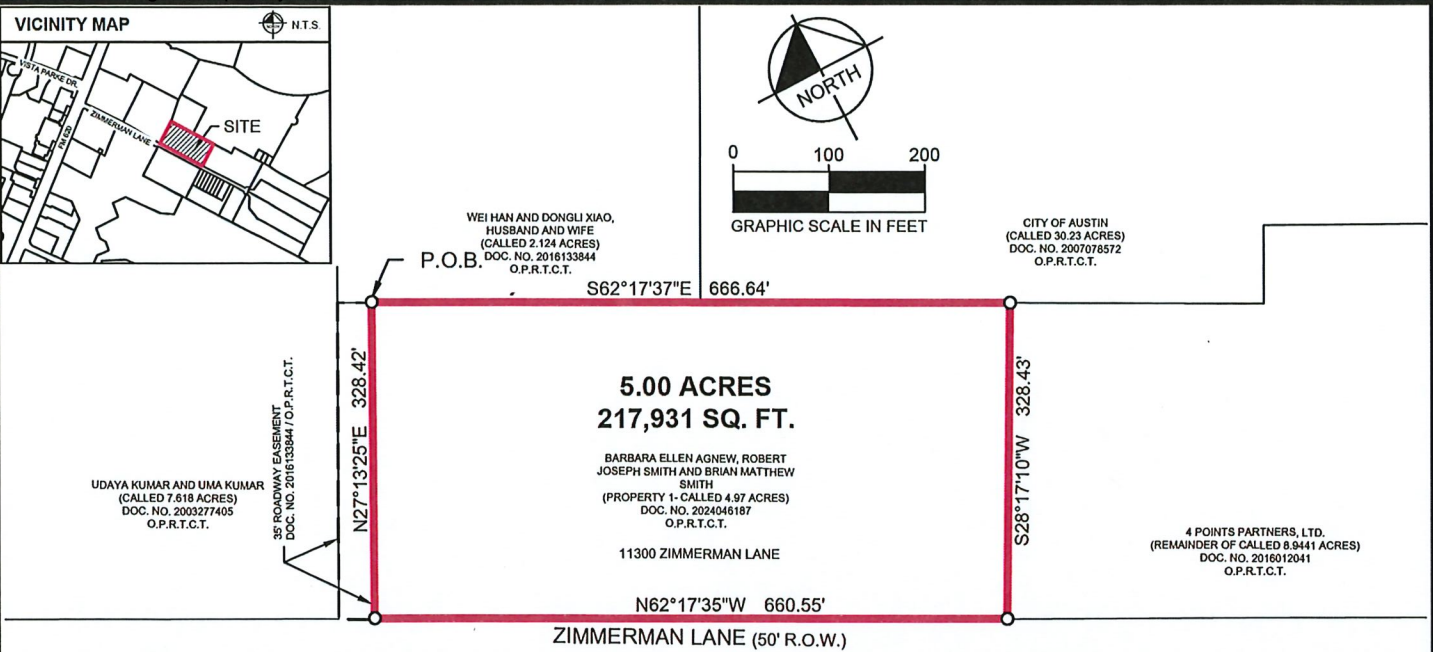 VICINITY MAP
N.T.S.
VISTA PARKE DR.
ZIMMERMAN LANE
FM 620
SITE
NORTH
0 100 200
GRAPHIC SCALE IN FEET
WEI HAN AND DONGLI XIAO,
HUSBAND AND WIFE
(CALLED 2.124 ACRES)
DOC. NO. 2016133844
O.P.R.T.C.T.
P.O.B.
CITY OF AUSTIN
(CALLED 30.23 ACRES)
DOC. NO. 2007078572
O.P.R.T.C.T.
S62°17'37"E 666.64'
N27°13'25"E 328.42'
35' ROADWAY EASEMENT
DOC. NO. 2016133844 / O.P.R.T.C.T.
UDAYA KUMAR AND UMA KUMAR
(CALLED 7.618 ACRES)
DOC. NO. 2003277405
O.P.R.T.C.T.
5.00 ACRES
217,931 SQ. FT.
BARBARA ELLEN AGNEW, ROBERT
JOSEPH SMITH AND BRIAN MATTHEW
SMITH
(PROPERTY 1- CALLED 4.97 ACRES)
DOC. NO. 2024046187
O.P.R.T.C.T.
11300 ZIMMERMAN LANE
S28°17'10"W 328.43'
4 POINTS PARTNERS, LTD.
(REMAINDER OF CALLED 8.9441 ACRES)
DOC. NO. 2016012041
O.P.R.T.C.T.
N62°17'35"W 660.55'
ZIMMERMAN LANE (50' R.O.W.)